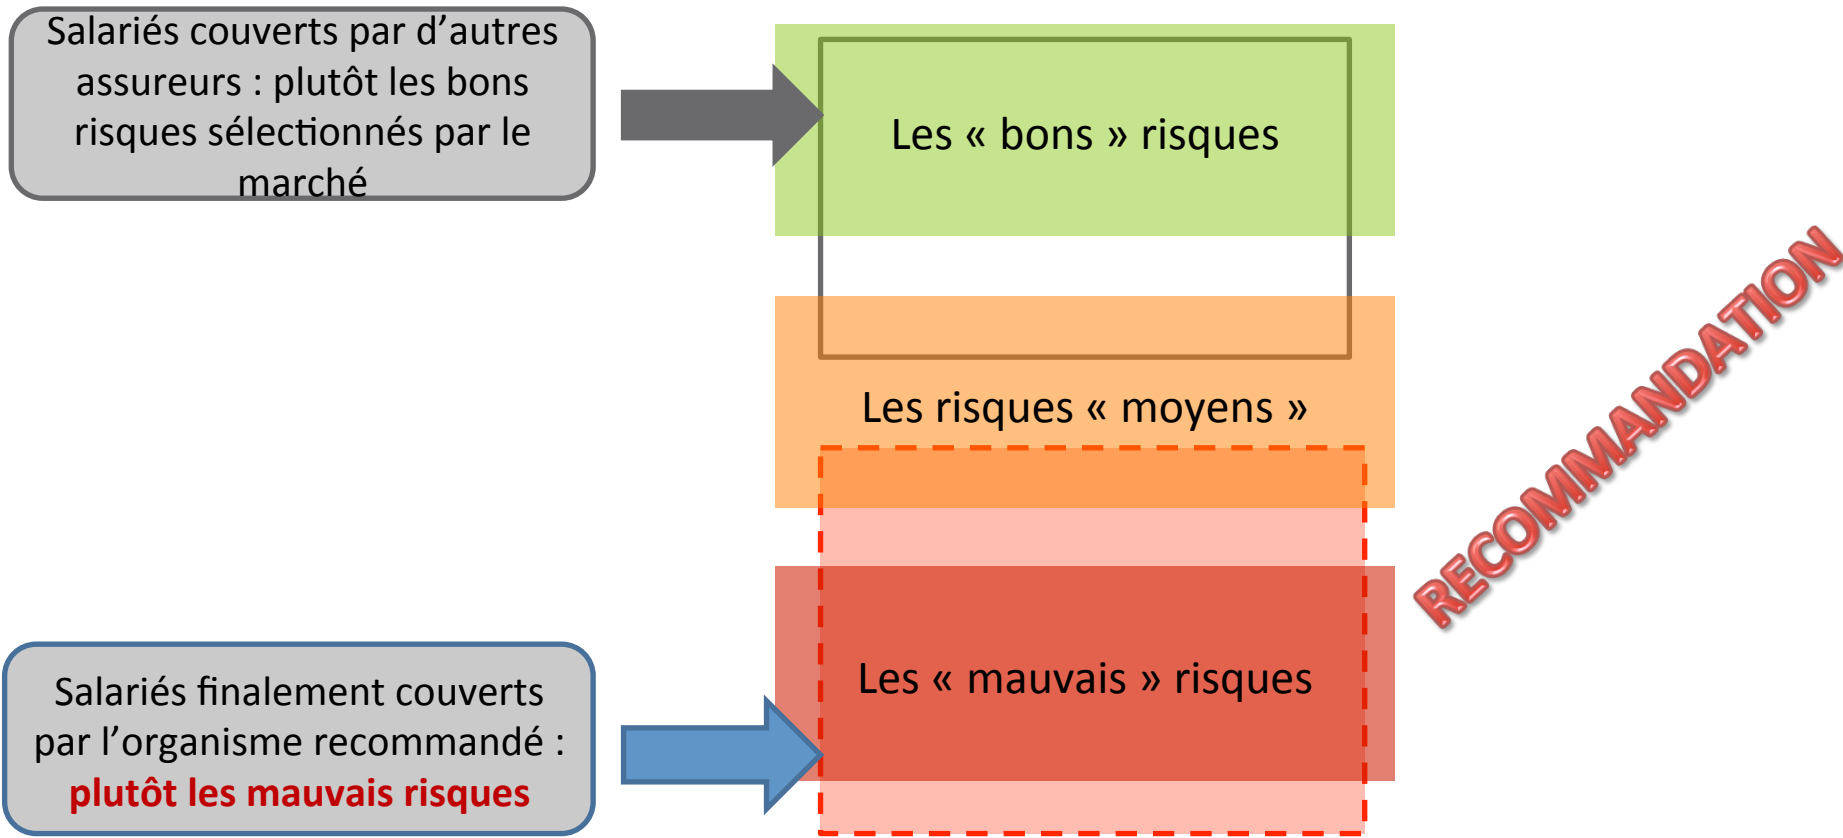 Salariés couverts par d’autres
assureurs : plutôt les bons
risques sélectionnés par le
marché
Les « bons » risques
RECOMMANDATION
Les risques « moyens »
Les « mauvais » risques
Salariés finalement couverts
par l’organisme recommandé :
plutôt les mauvais risques